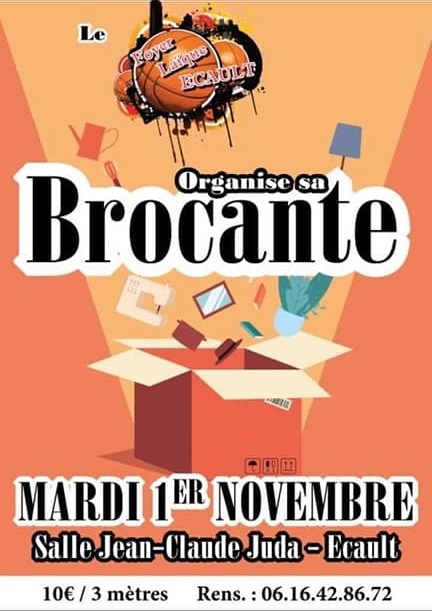 Le
Foyer
Laïque
ECAULT
Organise sa
Brocante
MARDI 1ER NOVEMBRE
Salle Jean-Claude Juda - Ecault
10€ / 3 mètres Rens. : 06.16.42.86.72